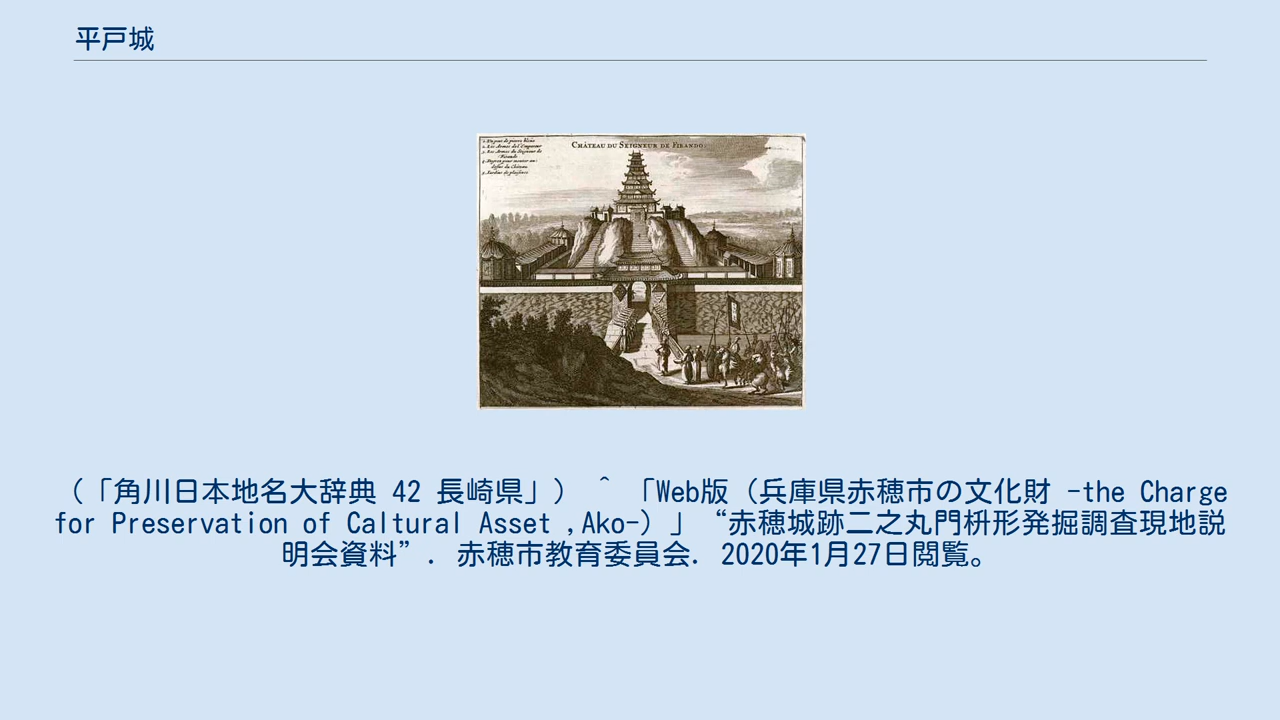 平戸城
CHÂTEAU DU SEIGNEUR DE FIRANDO.
（「角川日本地名大辞典 42 長崎県」） ^ 「Web版（兵庫県赤穂市の文化財 -the Charge
for Preservation of Caltural Asset ,Ako-）」“赤穂城跡二之丸門枡形発掘調査現地説
明会資料”. 赤穂市教育委員会. 2020年1月27日閲覧。